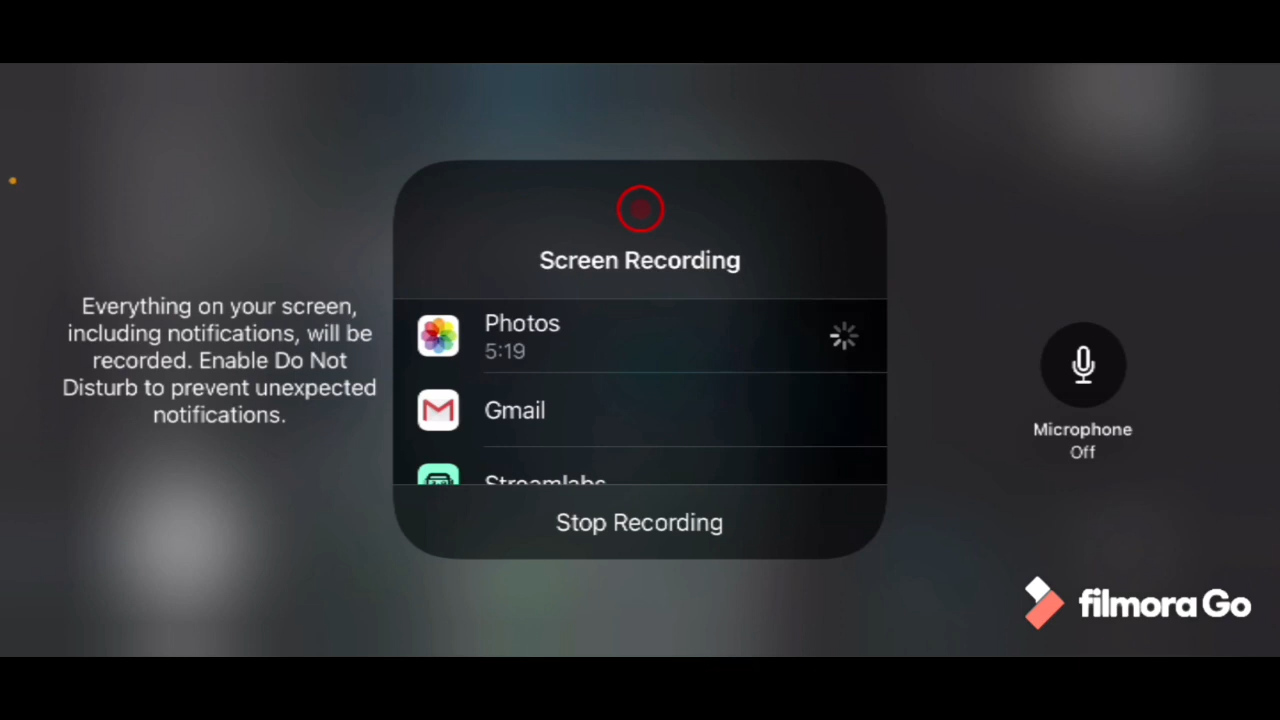 Screen Recording
Everything on your screen,
including notifications, will be
recorded. Enable Do Not
Disturb to prevent unexpected
notifications.
Photos
5:19
Gmail
Streamlabs
Stop Recording
Microphone
Off
filmora Go